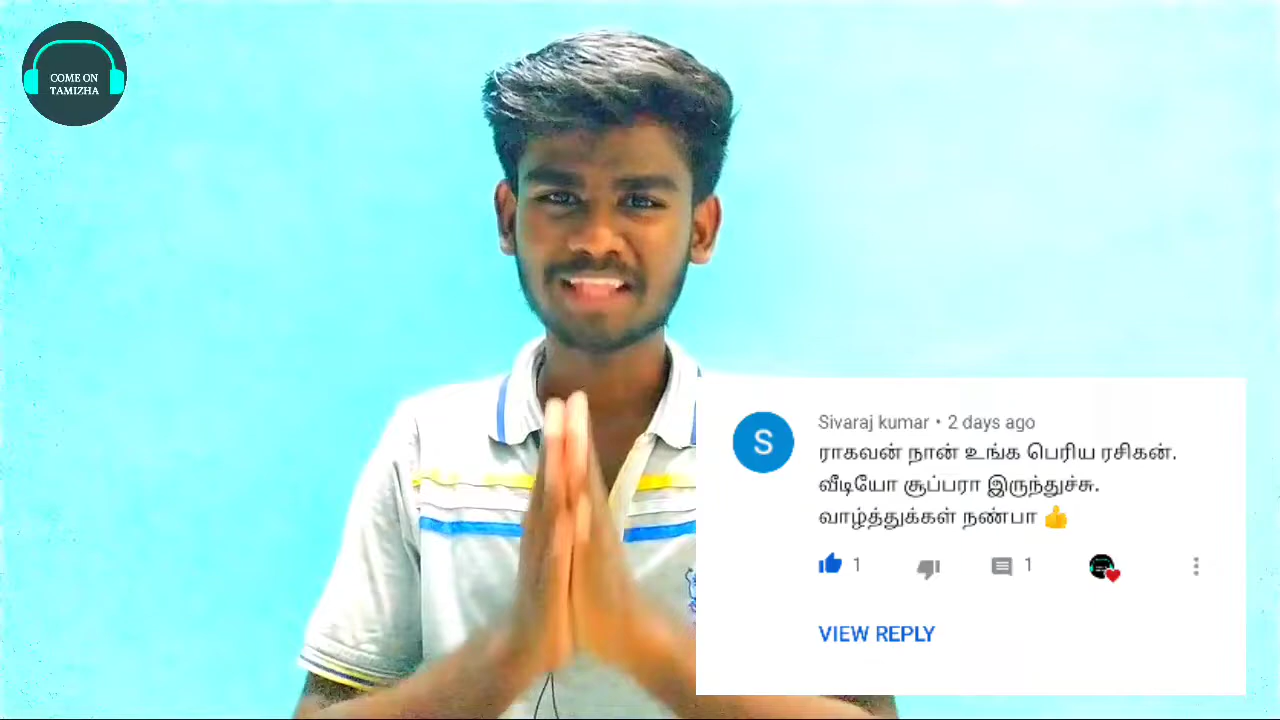 COME ON
TAMIZHA
Sivaraj kumar • 2 days ago
ராகவன் நான் உங்க பெரிய ரசிகன்.
வீடியோ சூப்பரா இருந்துச்சு.
வாழ்த்துக்கள் நண்பா 👍
1
1
VIEW REPLY
S